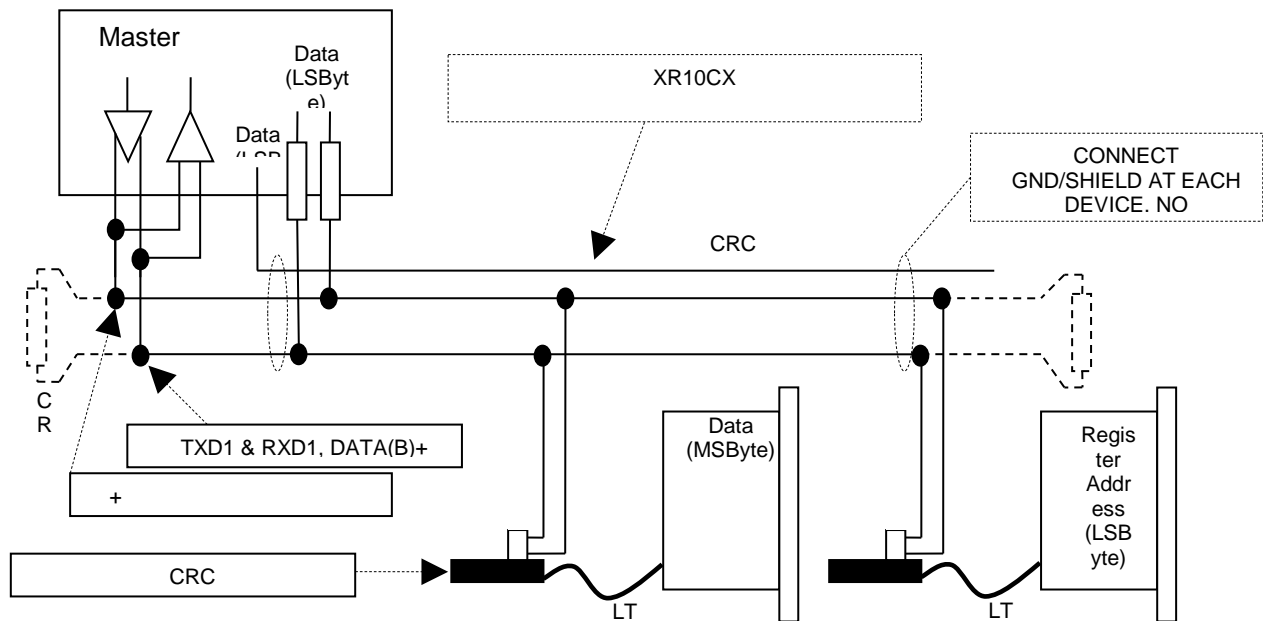 Master
Data
(LSByt
e)
Data
XR10CX
CONNECT
GND/SHIELD AT EACH
DEVICE. NO
CRC
C
R
TXD1 & RXD1, DATA(B)+
+
CRC
Data
(MSByte)
LT
Regis
ter
Addr
ess
(LSB
yte)
LT